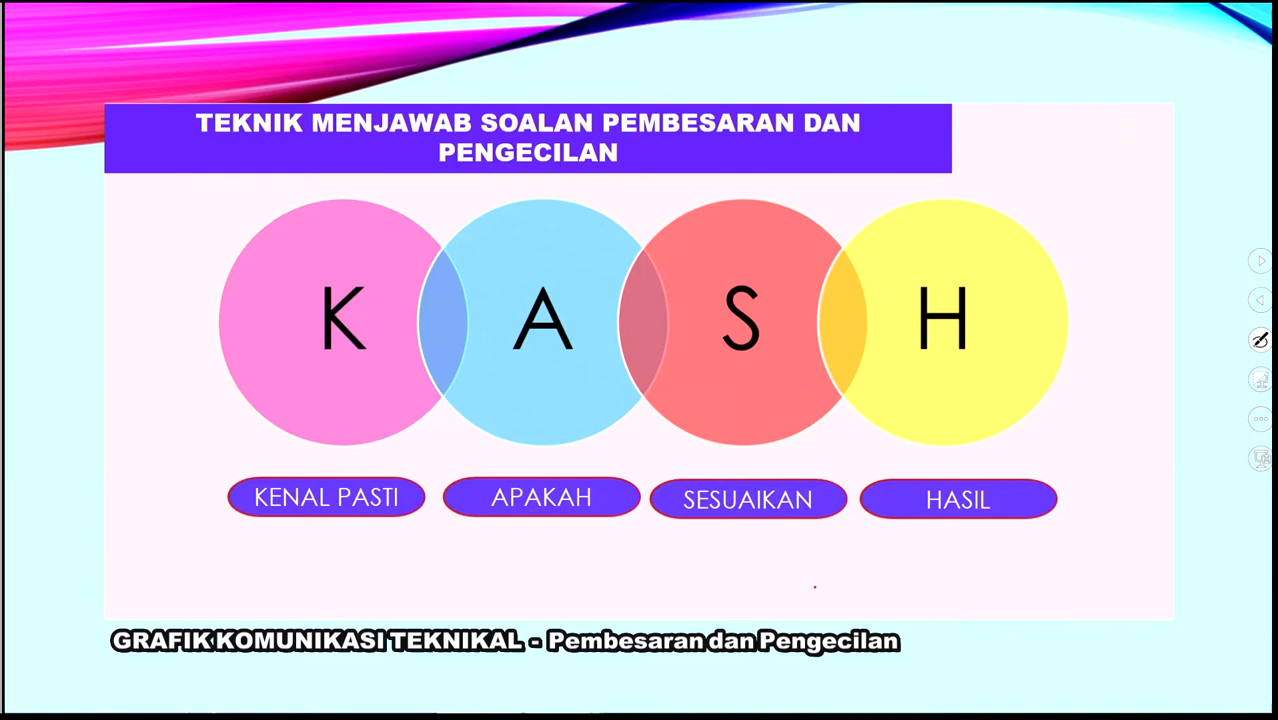 TEKNIK MENJAWAB SOALAN PEMBESARAN DAN
PENGECILAN
K
A
S
H
KENAL PASTI
APAKAH
SESUAIKAN
HASIL
GRAFIK KOMUNIKASI TEKNIKAL - Pembesaran dan Pengecilan